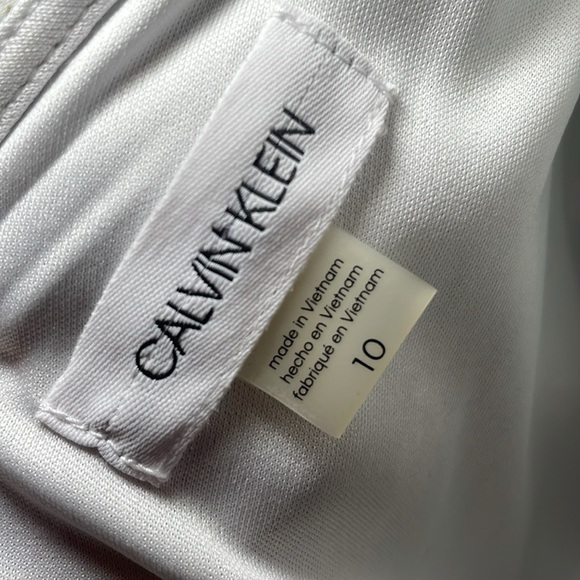 CALVIN KLEIN
made in Vietnam
hecho en Vietnam
fabriqué en Vietnam
10